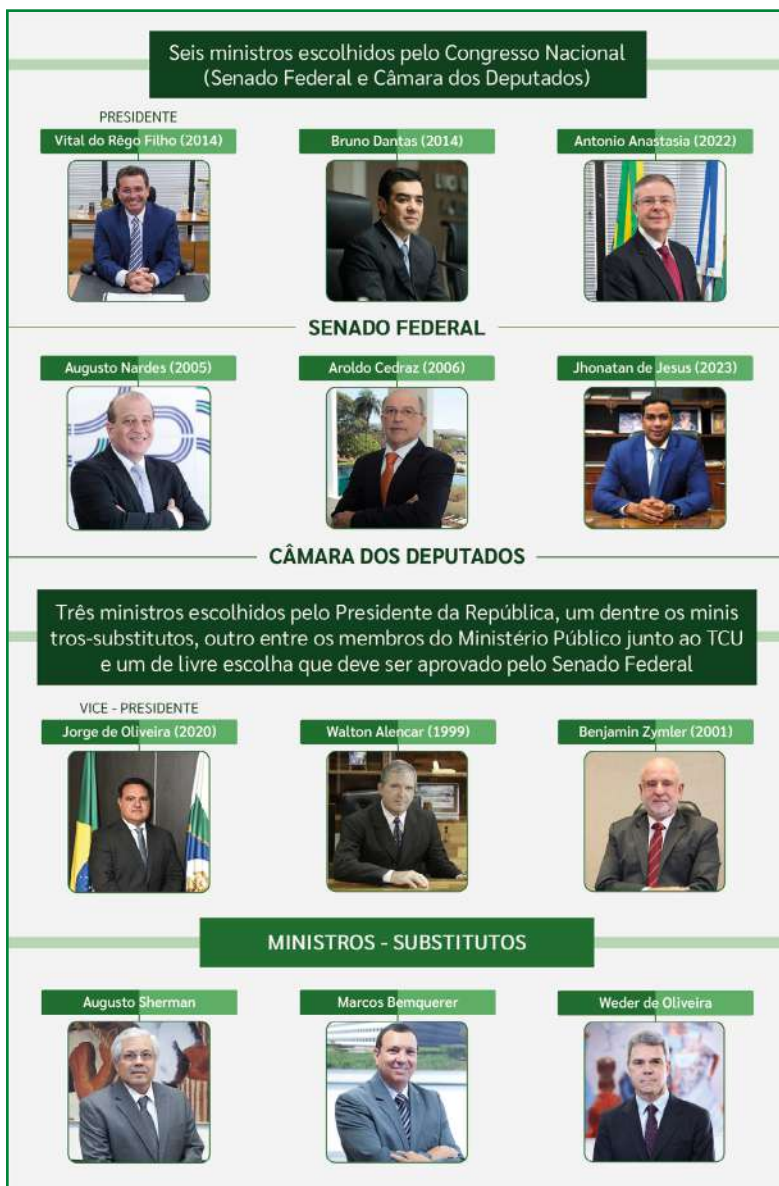 Seis ministros escolhidos pelo Congresso Nacional
(Senado Federal e Câmara dos Deputados)
PRESIDENTE
Vital do Rêgo Filho (2014)
Bruno Dantas (2014)
Antonio Anastasia (2022)
SENADO FEDERAL
Augusto Nardes (2005)
Aroldo Cedraz (2006)
Jhonatan de Jesus (2023)
CÂMARA DOS DEPUTADOS
Três ministros escolhidos pelo Presidente da República, um dentre os minis
tros-substitutos, outro entre os membros do Ministério Público junto ao TCU
e um de livre escolha que deve ser aprovado pelo Senado Federal
VICE - PRESIDENTE
Jorge de Oliveira (2020)
Walton Alencar (1999)
Benjamin Zymler (2001)
MINISTROS - SUBSTITUTOS
Augusto Sherman
Marcos Bemquerer
Weder de Oliveira